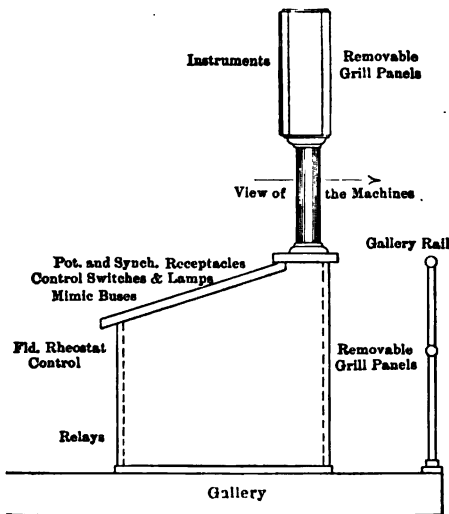 Instruments
Removable
Grill Panels
View of the Machines
Gallery Rail
Pot. and Synch. Receptacles
Control Switches & Lamps
Mimic Buses
Fld. Rheostat
Control
Removable
Grill Panels
Relays
Gallery